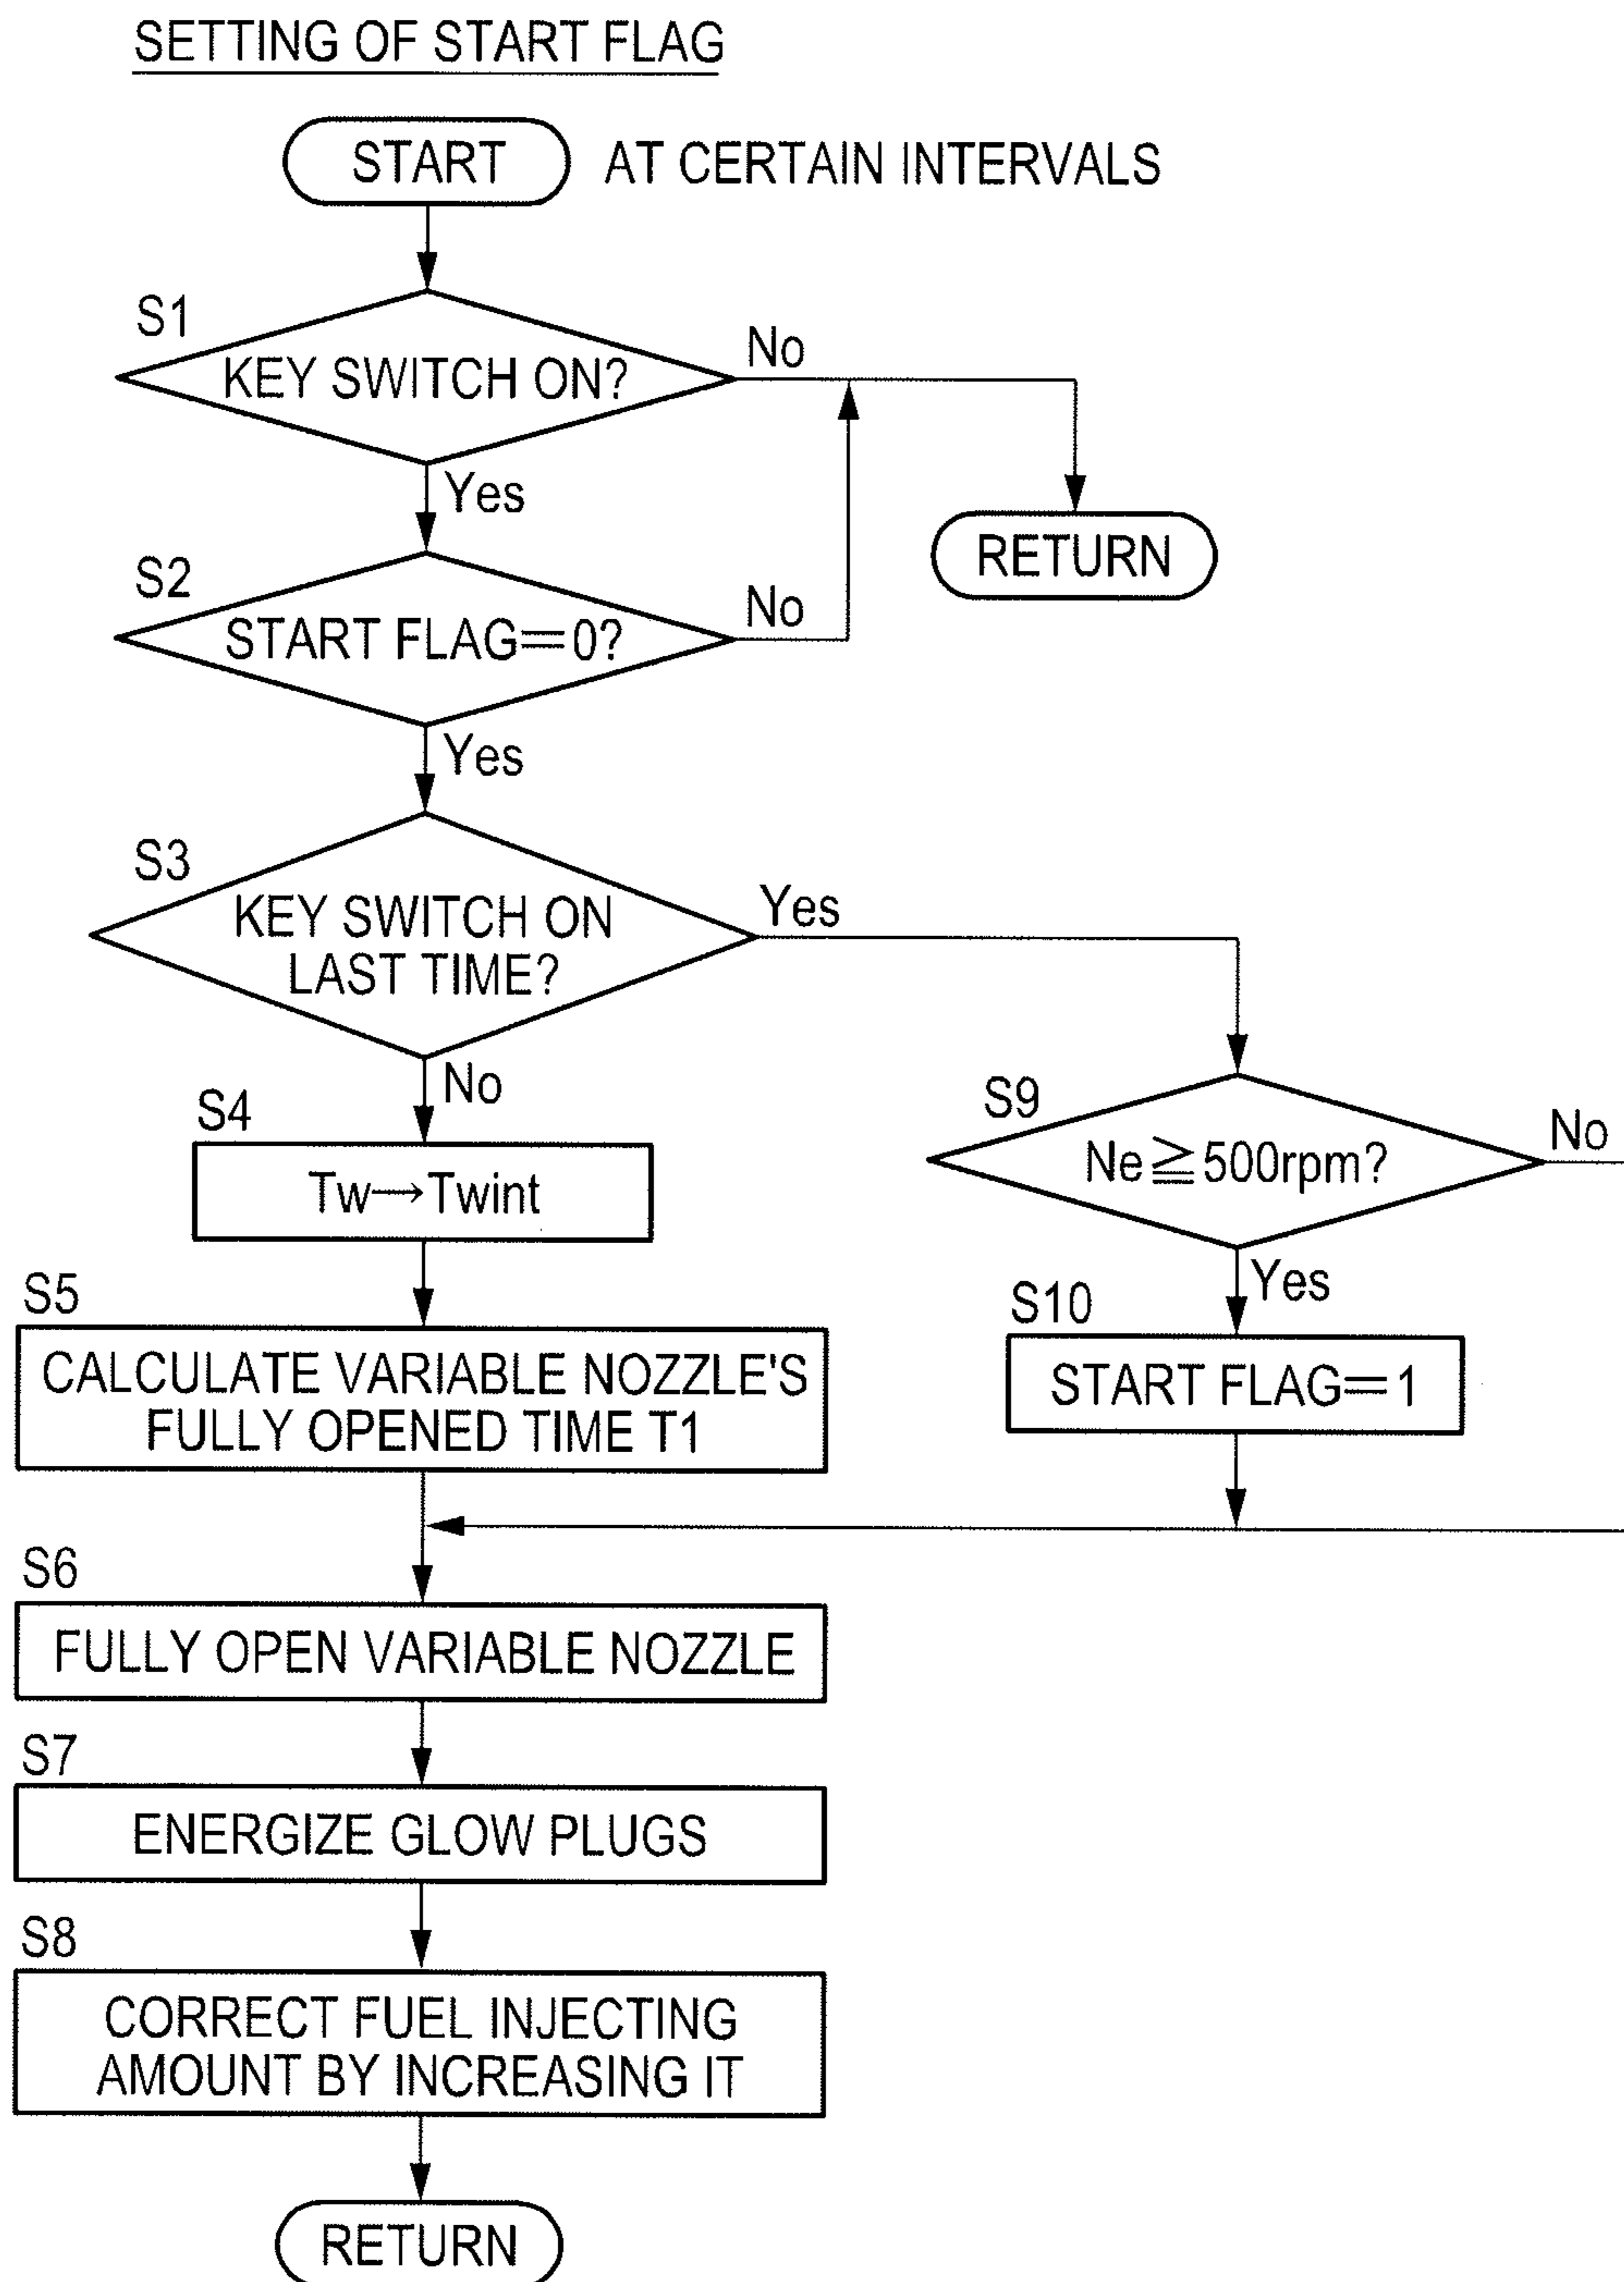 SETTING OF START FLAG
START
AT CERTAIN INTERVALS
S1
KEY SWITCH ON?
No
Yes
RETURN
S2
START FLAG=0?
No
Yes
S3
KEY SWITCH ON
LAST TIME?
Yes
No
S4
Tw→Twint
S9
Ne≧500rpm?
No
Yes
S5
CALCULATE VARIABLE NOZZLE'S
FULLY OPENED TIME T1
S10
START FLAG=1
S6
FULLY OPEN VARIABLE NOZZLE
S7
ENERGIZE GLOW PLUGS
S8
CORRECT FUEL INJECTING
AMOUNT BY INCREASING IT
RETURN